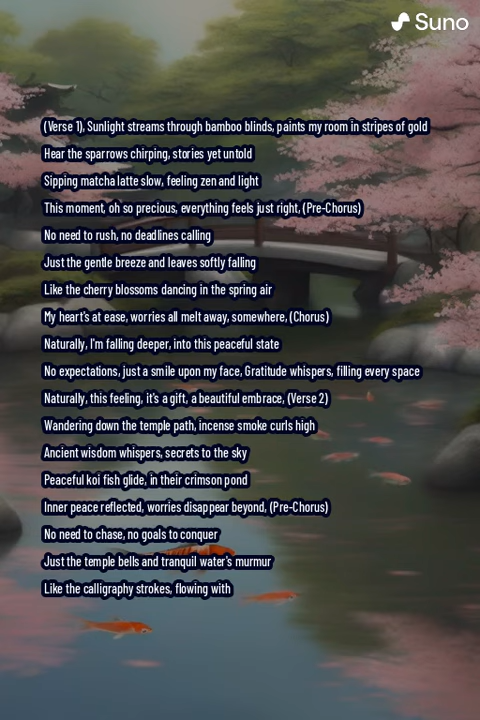 Suno
(Verse 1), Sunlight streams through bamboo blinds, paints my room in stripes of gold
Hear the sparrows chirping, stories yet untold
Sipping matcha latte slow, feeling zen and light
This moment, oh so precious, everything feels just right, (Pre-Chorus)
No need to rush, no deadlines calling
Just the gentle breeze and leaves softly falling
Like the cherry blossoms dancing in the spring air
My heart's at ease, worries all melt away, somewhere, (Chorus)
Naturally, I'm falling deeper, into this peaceful state
No expectations, just a smile upon my face, Gratitude whispers, filling every space
Naturally, this feeling, it's a gift, a beautiful embrace, (Verse 2)
Wandering down the temple path, incense smoke curls high
Ancient wisdom whispers, secrets to the sky
Peaceful koi fish glide, in their crimson pond
Inner peace reflected, worries disappear beyond, (Pre-Chorus)
No need to chase, no goals to conquer
Just the temple bells and tranquil water's murmur
Like the calligraphy strokes, flowing with